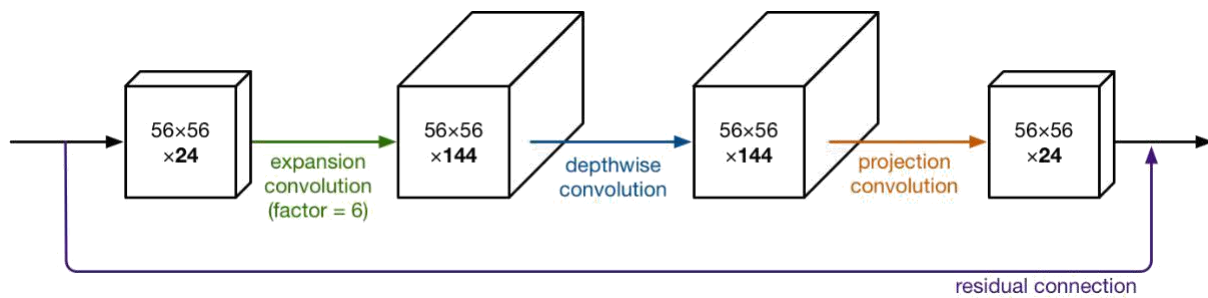 56×56
×24
expansion
convolution
(factor = 6)
56×56
×144
depthwise
convolution
56×56
×144
projection
convolution
56×56
×24
residual connection